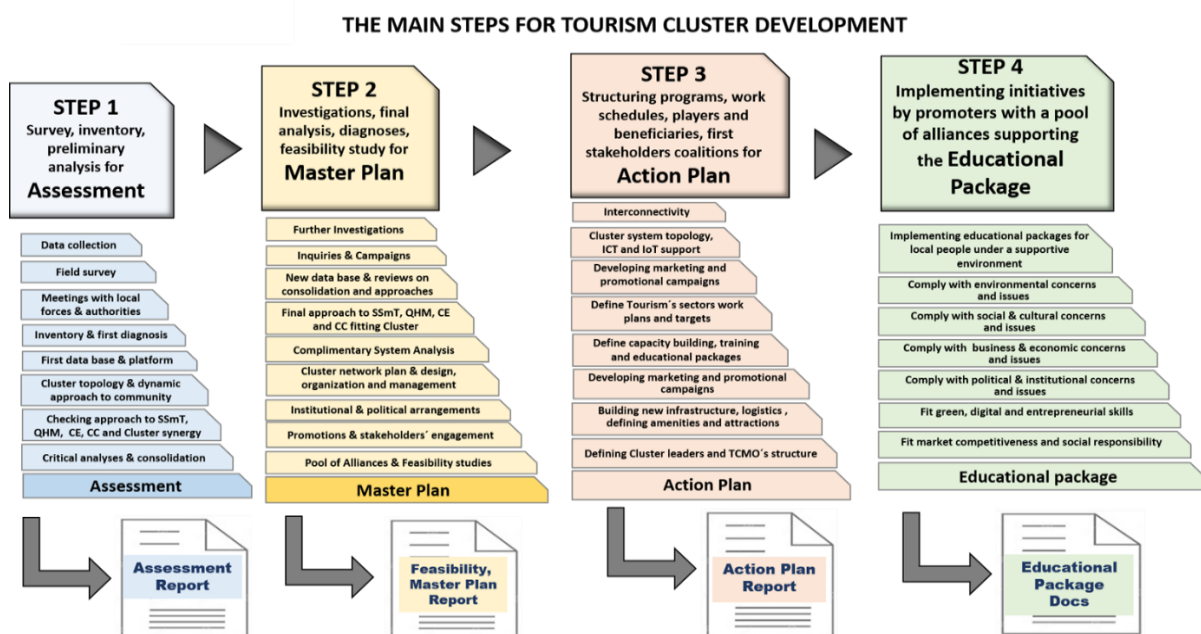 THE MAIN STEPS FOR TOURISM CLUSTER DEVELOPMENT
STEP 1
Survey, inventory,
preliminary
analysis for
Assessment
Data collection
Field survey
Meetings with local
forces & authorities
Inventory & first diagnosis
First data base & platform
Cluster topology & dynamic
approach to community
Checking approach to SSmT,
QHM, CE, CC and Cluster synergy
Critical analyses & consolidation
Assessment
Assessment
Report
STEP 2
Investigations, final
analysis, diagnoses,
feasibility study for
Master Plan
Further Investigations
Inquiries & Campaigns
New data base & reviews on
consolidation and approaches
Final approach to SSmT, QHM, CE
and CC fitting Cluster
Complimentary System Analysis
Cluster network plan & design,
organization and management
Institutional & political arrangements
Promotions & stakeholders´ engagement
Pool of Alliances & Feasibility studies
Master Plan
Feasibility,
Master Plan
Report
STEP 3
Structuring programs, work
schedules, players and
beneficiaries, first
stakeholders coalitions for
Action Plan
Interconnectivity
Cluster system topology,
ICT and IoT support
Developing marketing and
promotional campaigns
Define Tourism´s sectors work
plans and targets
Define capacity building, training
and educational packages
Developing marketing and promotional
campaigns
Building new infrastructure, logistics ,
defining amenities and attractions
Defining Cluster leaders and TCMO´s structure
Action Plan
Action Plan
Report
STEP 4
Implementing initiatives
by promoters with a pool
of alliances supporting
the Educational
Package
Implementing educational packages for
local people under a supportive
environment
Comply with environmental concerns
and issues
Comply with social & cultural concerns
and issues
Comply with business & economic concerns
and issues
Comply with political & institutional concerns
and issues
Fit green, digital and entrepreneurial skills
Fit market competitiveness and social responsibility
Educational package
Educational
Package
Docs